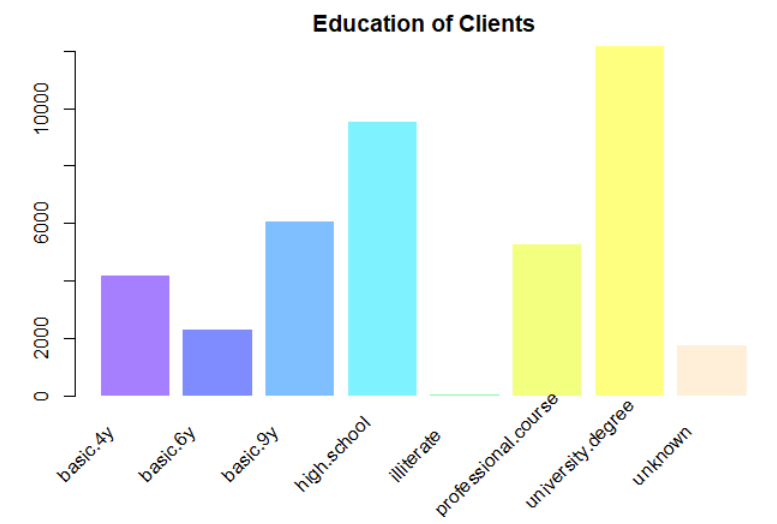 Education of Clients
10000
6000
2000
0
basic.4y
basic.6y
basic.9y
high.school
illiterate
professional.course
university.degree
unknown